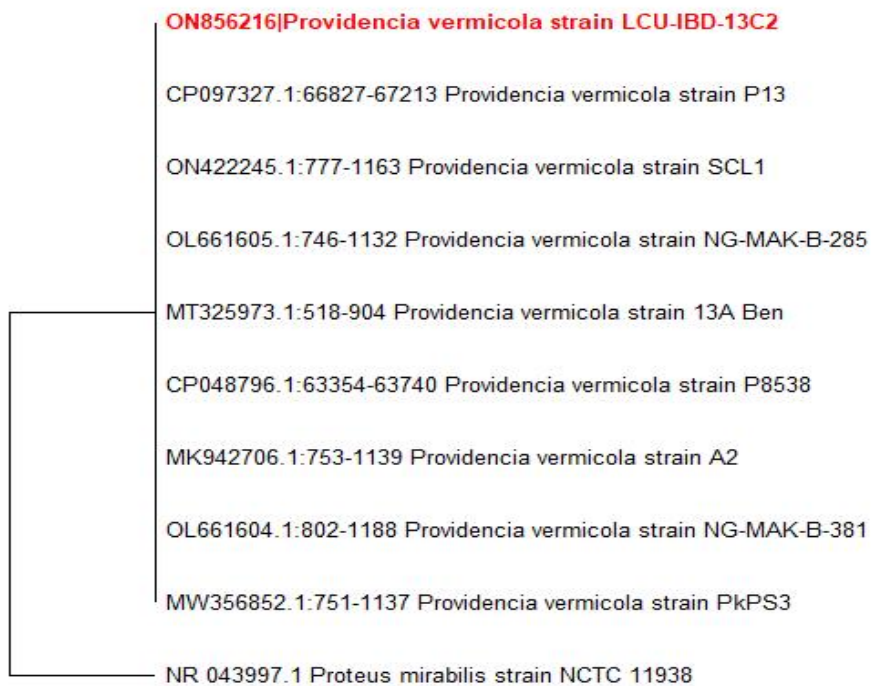 ON856216|Providencia vermicola strain LCU-IBD-13C2
CP097327.1:66827-67213 Providencia vermicola strain P13
ON422245.1:777-1163 Providencia vermicola strain SCL1
OL661605.1:746-1132 Providencia vermicola strain NG-MAK-B-285
MT325973.1:518-904 Providencia vermicola strain 13A Ben
CP048796.1:63354-63740 Providencia vermicola strain P8538
MK942706.1:753-1139 Providencia vermicola strain A2
OL661604.1:802-1188 Providencia vermicola strain NG-MAK-B-381
MW356852.1:751-1137 Providencia vermicola strain PkPS3
NR 043997.1 Proteus mirabilis strain NCTC 11938